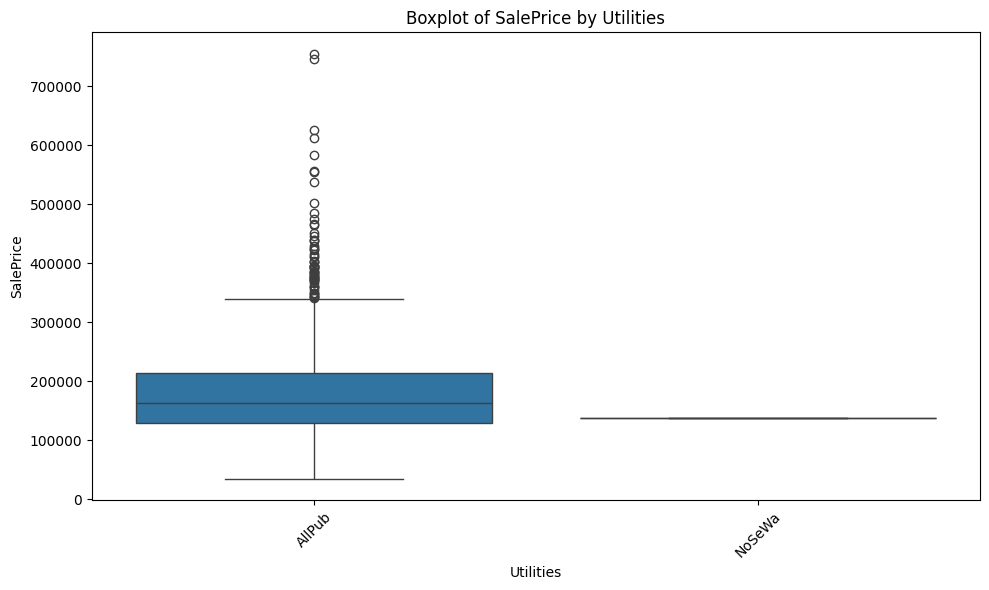 Boxplot of SalePrice by Utilities
700000
600000
500000
400000
300000
200000
100000
0
SalePrice
AllPub
NoSeWa
Utilities